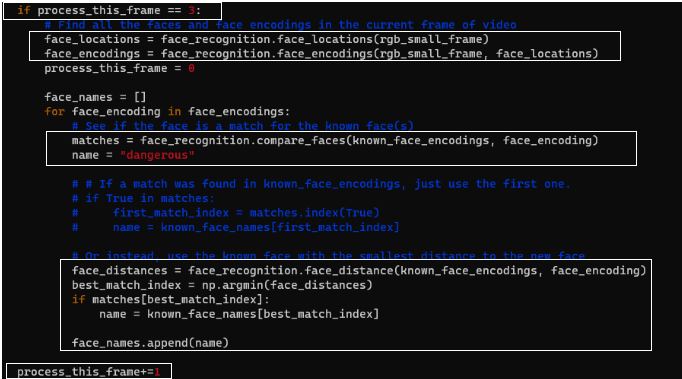 if process_this_frame == 3:
# Find all the faces and face encodings in the current frame of video
face_locations = face_recognition.face_locations(rgb_small_frame)
face_encodings = face_recognition.face_encodings(rgb_small_frame, face_locations)
process_this_frame = 0
face_names = []
for face_encoding in face_encodings:
# See if the face is a match for the known face(s)
matches = face_recognition.compare_faces(known_face_encodings, face_encoding)
name = "dangerous"
# # If a match was found in known_face_encodings, just use the first one.
# if True in matches:
#     first_match_index = matches.index(True)
#     name = known_face_names[first_match_index]
# Or instead, use the known face with the smallest distance to the new face
face_distances = face_recognition.face_distance(known_face_encodings, face_encoding)
best_match_index = np.argmin(face_distances)
if matches[best_match_index]:
name = known_face_names[best_match_index]
face_names.append(name)
process_this_frame+=1